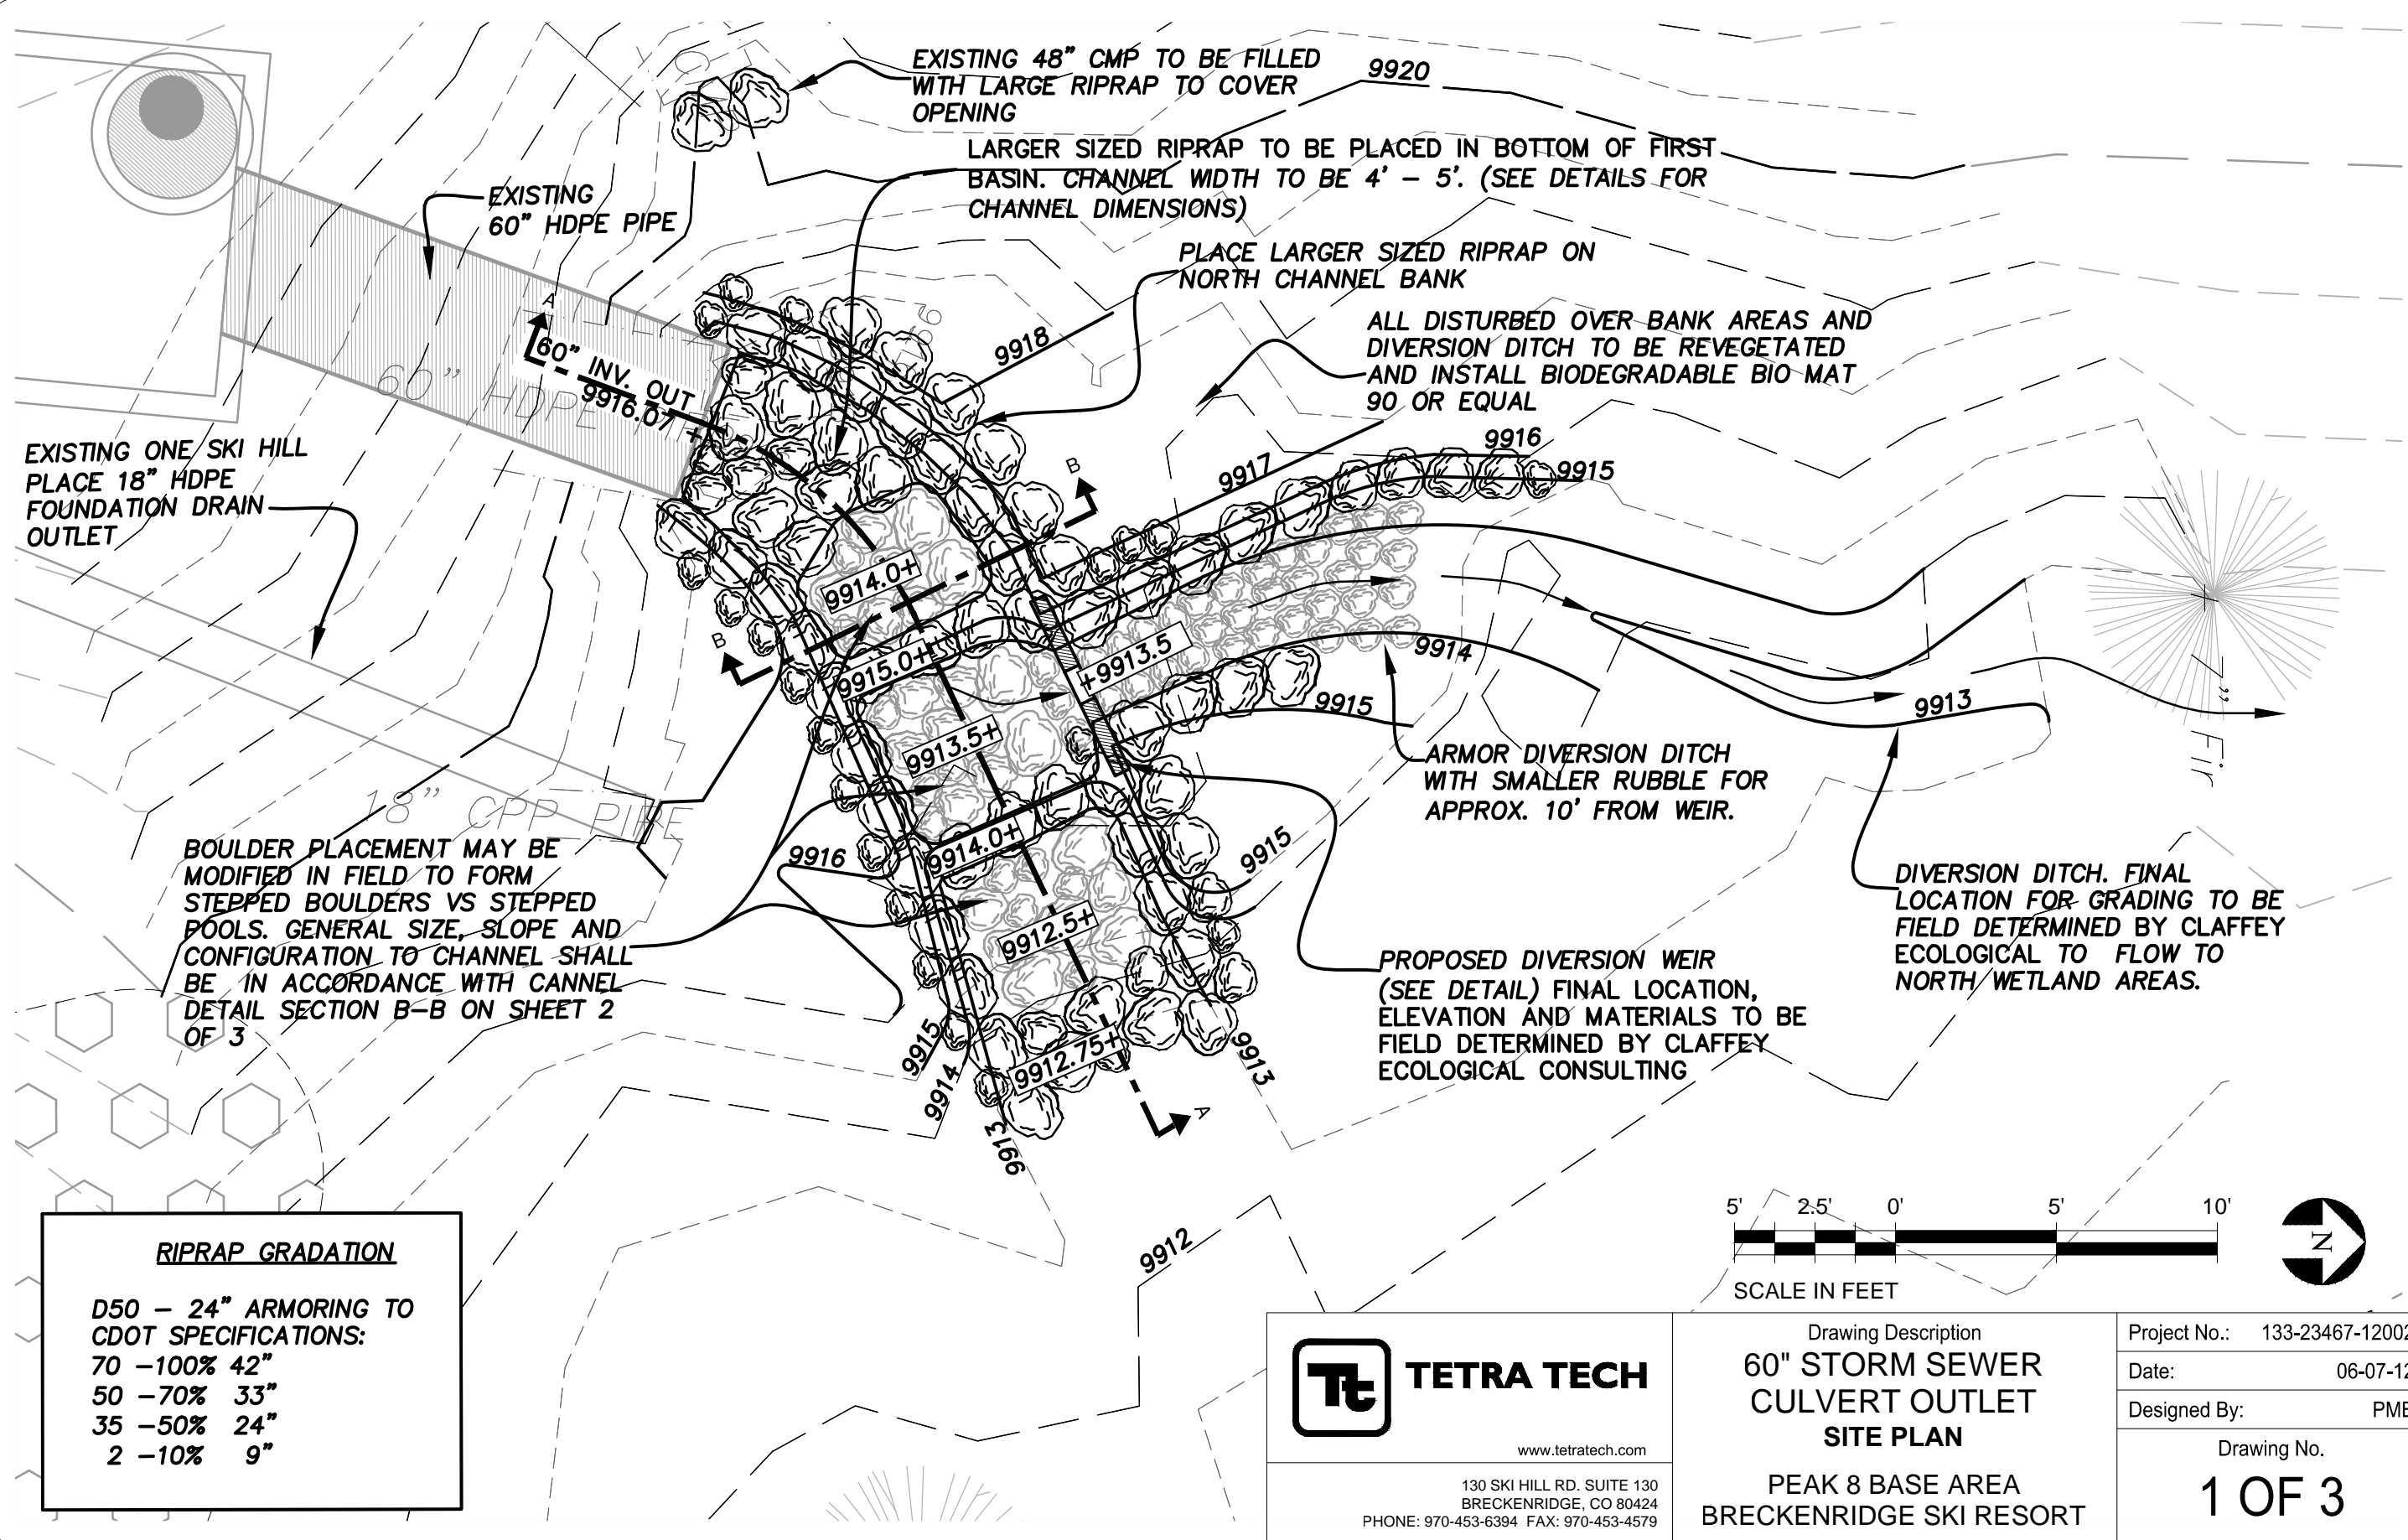 EXISTING 48" CMP TO BE FILLED
WITH LARGE RIPRAP TO COVER
OPENING
9920
LARGER SIZED RIPRAP TO BE PLACED IN BOTTOM OF FIRST
BASIN. CHANNEL WIDTH TO BE 4' - 5'. (SEE DETAILS FOR
CHANNEL DIMENSIONS)
EXISTING
60" HDPE PIPE
PLACE LARGER SIZED RIPRAP ON
NORTH CHANNEL BANK
ALL DISTURBED OVER BANK AREAS AND
DIVERSION DITCH TO BE REVEGETATED
AND INSTALL BIODEGRADABLE BIO MAT
90 OR EQUAL
9918
A
60" INV. OUT
9916.07 +
60" HDPE
EXISTING ONE SKI HILL
PLACE 18" HDPE
FOUNDATION DRAIN
OUTLET
9917
9916
9915
B
B
9914.0+
9915.0+
+9913.5
9913.5+
9914.0+
9912.5+
9912.75+
9914
9915
9913
7" Fir
ARMOR DIVERSION DITCH
WITH SMALLER RUBBLE FOR
APPROX. 10' FROM WEIR.
18" CPP PIPE
BOULDER PLACEMENT MAY BE
MODIFIED IN FIELD TO FORM
STEPPED BOULDERS VS STEPPED
POOLS. GENERAL SIZE, SLOPE AND
CONFIGURATION TO CHANNEL SHALL
BE IN ACCORDANCE WITH CANNEL
DETAIL SECTION B-B ON SHEET 2
OF 3
9916
9915
DIVERSION DITCH. FINAL
LOCATION FOR GRADING TO BE
FIELD DETERMINED BY CLAFFEY
ECOLOGICAL TO FLOW TO
NORTH WETLAND AREAS.
PROPOSED DIVERSION WEIR
(SEE DETAIL) FINAL LOCATION,
ELEVATION AND MATERIALS TO BE
FIELD DETERMINED BY CLAFFEY
ECOLOGICAL CONSULTING
9915
9914
9913
9913
A
9912
RIPRAP GRADATION
D50 - 24" ARMORING TO
CDOT SPECIFICATIONS:
70 -100% 42"
50 -70% 33"
35 -50% 24"
2 -10% 9"
5' 2.5' 0' 5' 10'
SCALE IN FEET
N
Tt TETRA TECH
www.tetratech.com
130 SKI HILL RD. SUITE 130
BRECKENRIDGE, CO 80424
PHONE: 970-453-6394 FAX: 970-453-4579
Drawing Description
60" STORM SEWER
CULVERT OUTLET
SITE PLAN
PEAK 8 BASE AREA
BRECKENRIDGE SKI RESORT
Project No.: 133-23467-12002
Date: 06-07-12
Designed By: PME
Drawing No.
1 OF 3